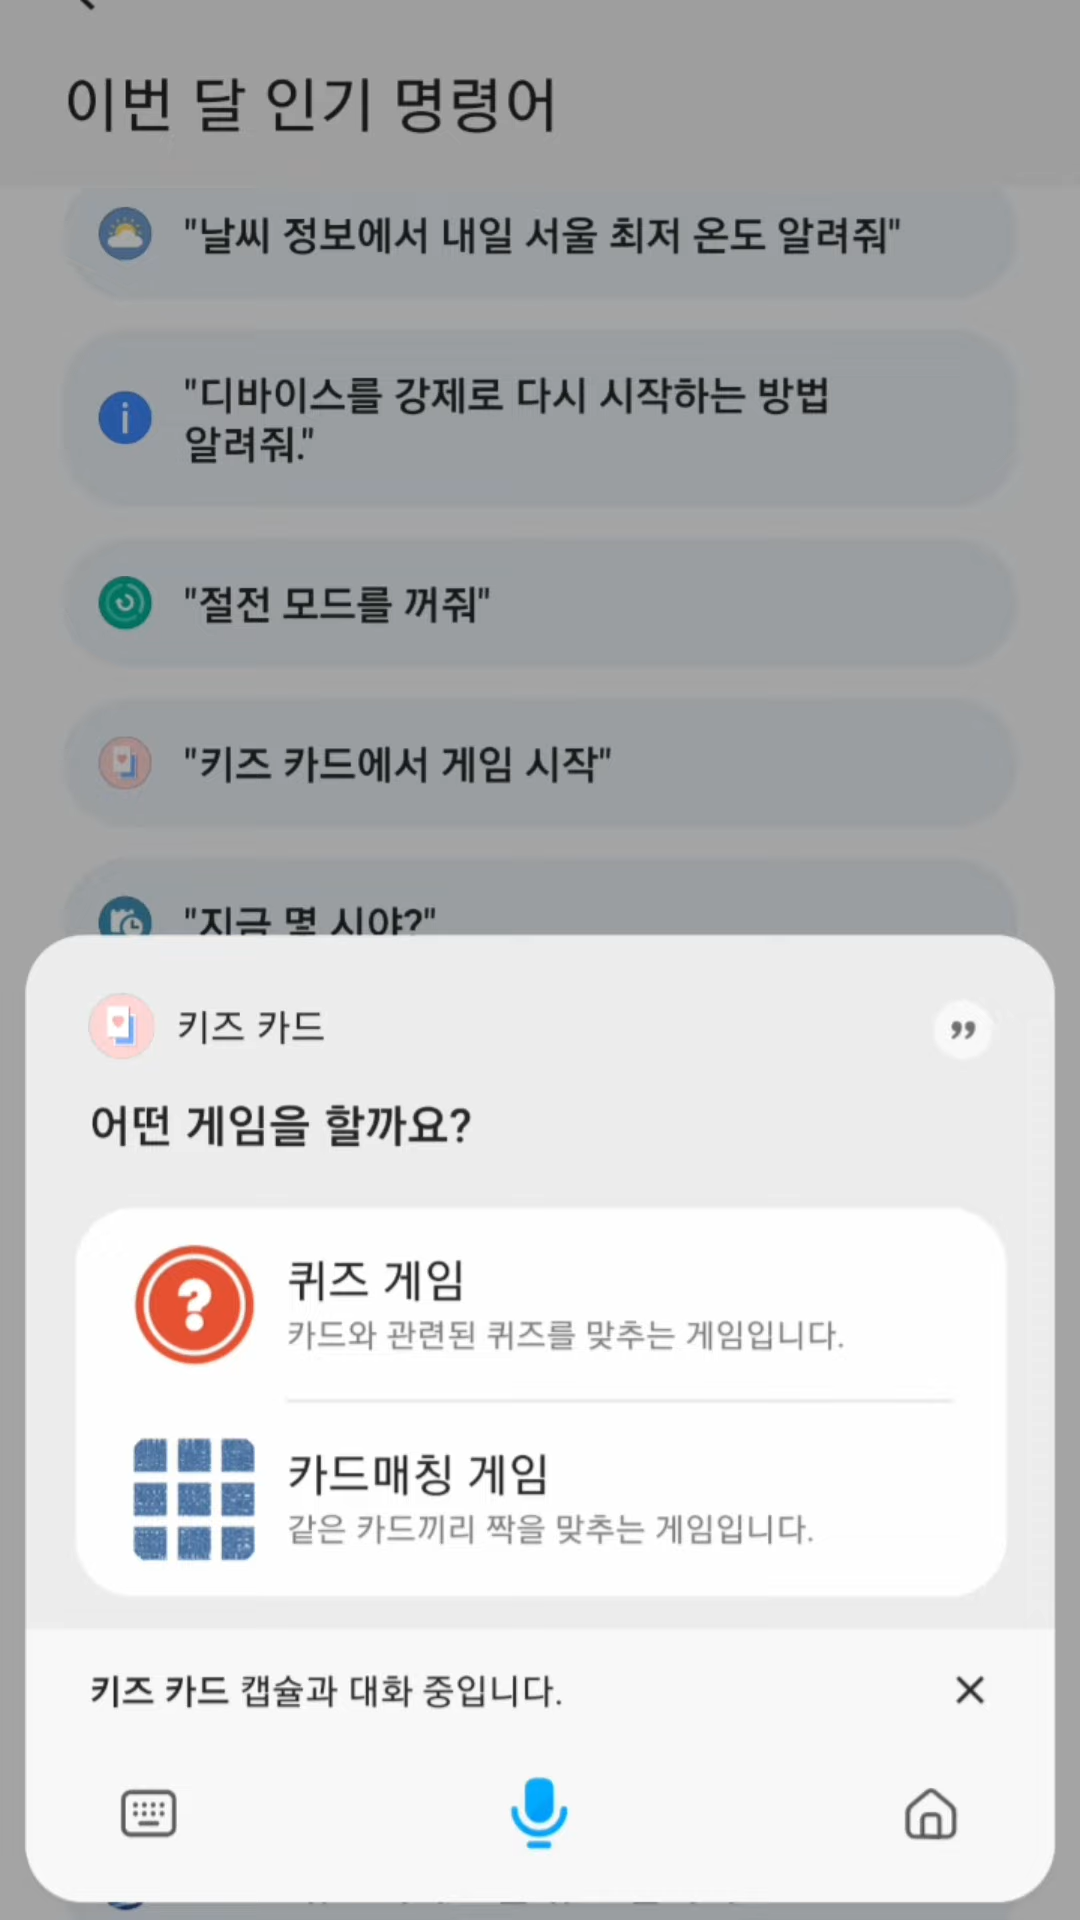 이번 달 인기 명령어
"날씨 정보에서 내일 서울 최저 온도 알려줘"
"디바이스를 강제로 다시 시작하는 방법
알려줘."
"절전 모드를 꺼줘"
"키즈 카드에서 게임 시작"
"지금 몇 시야?"
키즈 카드
어떤 게임을 할까요?
퀴즈 게임
카드와 관련된 퀴즈를 맞추는 게임입니다.
카드매칭 게임
같은 카드끼리 짝을 맞추는 게임입니다.
키즈 카드 캡슐과 대화 중입니다.